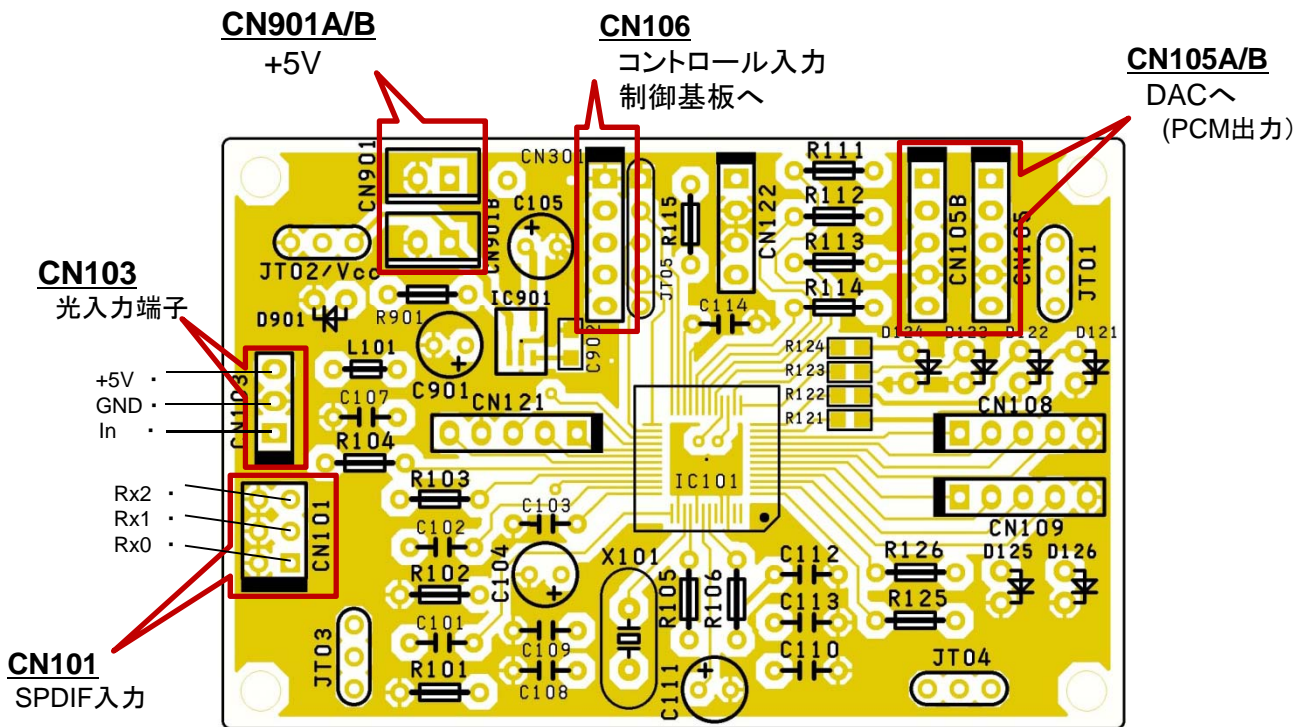 CN901A/B
+5V
CN106
コントロール入力
制御基板へ
CN105A/B
DACへ
(PCM出力)
CN103
光入力端子
+5V ・
GND ・
In ・
Rx2 ・
Rx1 ・
Rx0 ・
CN101
SPDIF入力
CN901
CN901B
C105
CN301
JT05
R115
CN122
R111
R112
R113
R114
CN105B
CN105
JT01
JT02/Vcc
D901
R901
IC901
C902
C114
L101
C901
R124
R123
R122
R121
D124
D123
D122
D121
CN103
C107
R104
CN121
CN108
IC101
CN101
R103
C103
C102
CN109
R102
C104
X101
R105
R106
C112
R126
D125
D126
C113
R125
JT03
C101
C109
C110
R101
C108
C111
JT04